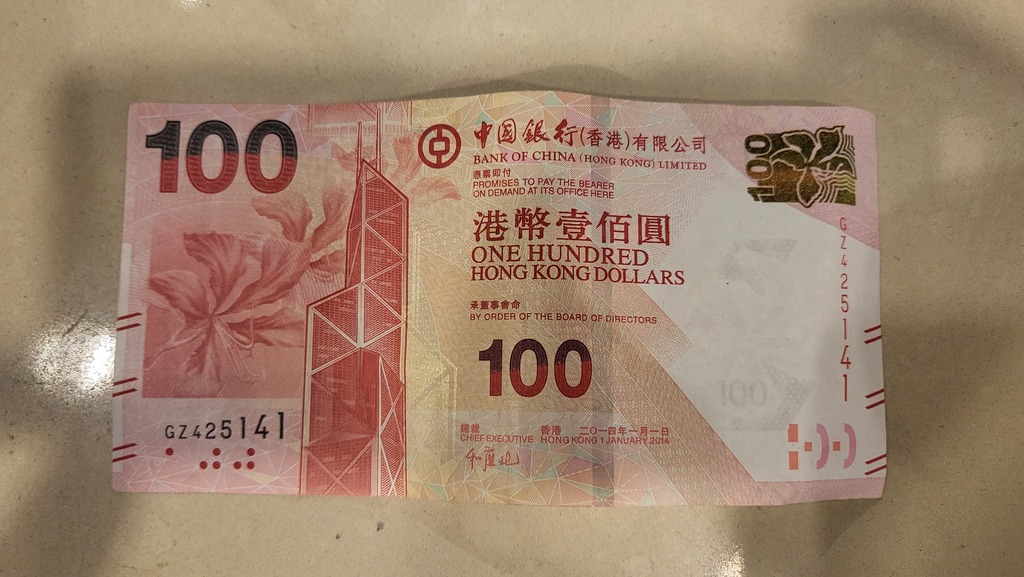 100
中國銀行(香港)有限公司
BANK OF CHINA (HONG KONG) LIMITED
憑票即付
PROMISES TO PAY THE BEARER
ON DEMAND AT ITS OFFICE HERE
港幣壹佰圓
ONE HUNDRED
HONG KONG DOLLARS
承董事會命
BY ORDER OF THE BOARD OF DIRECTORS
100
總裁 香港 二〇一四年一月一日
CHIEF EXECUTIVE HONG KONG 1 JANUARY 2014
GZ425141
100
GZ425141
100